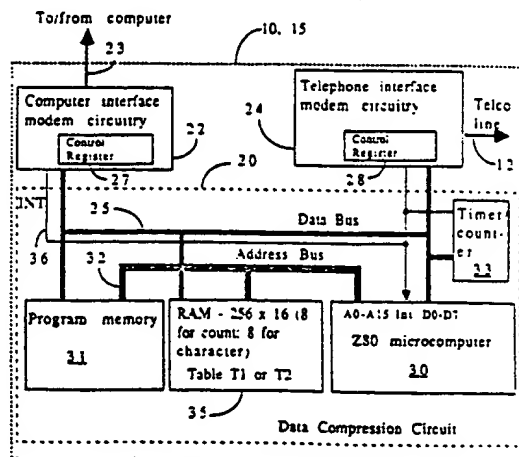 To/from computer
23
10, 15
Computer interface
modem circuitry
Control
Register
22
27
Telephone interface
modem circuitry
Control
Register
24
28
Telco
line
12
20
INT
25
Data Bus
36
32
Address Bus
Timer/
count-
er
33
Program memory
31
RAM - 256 x 16 (8
for count: 8 for
character)
Table T1 or T2
35
A0-A15 Int D0-D7
Z80 microcomputer
30
Data Compression Circuit